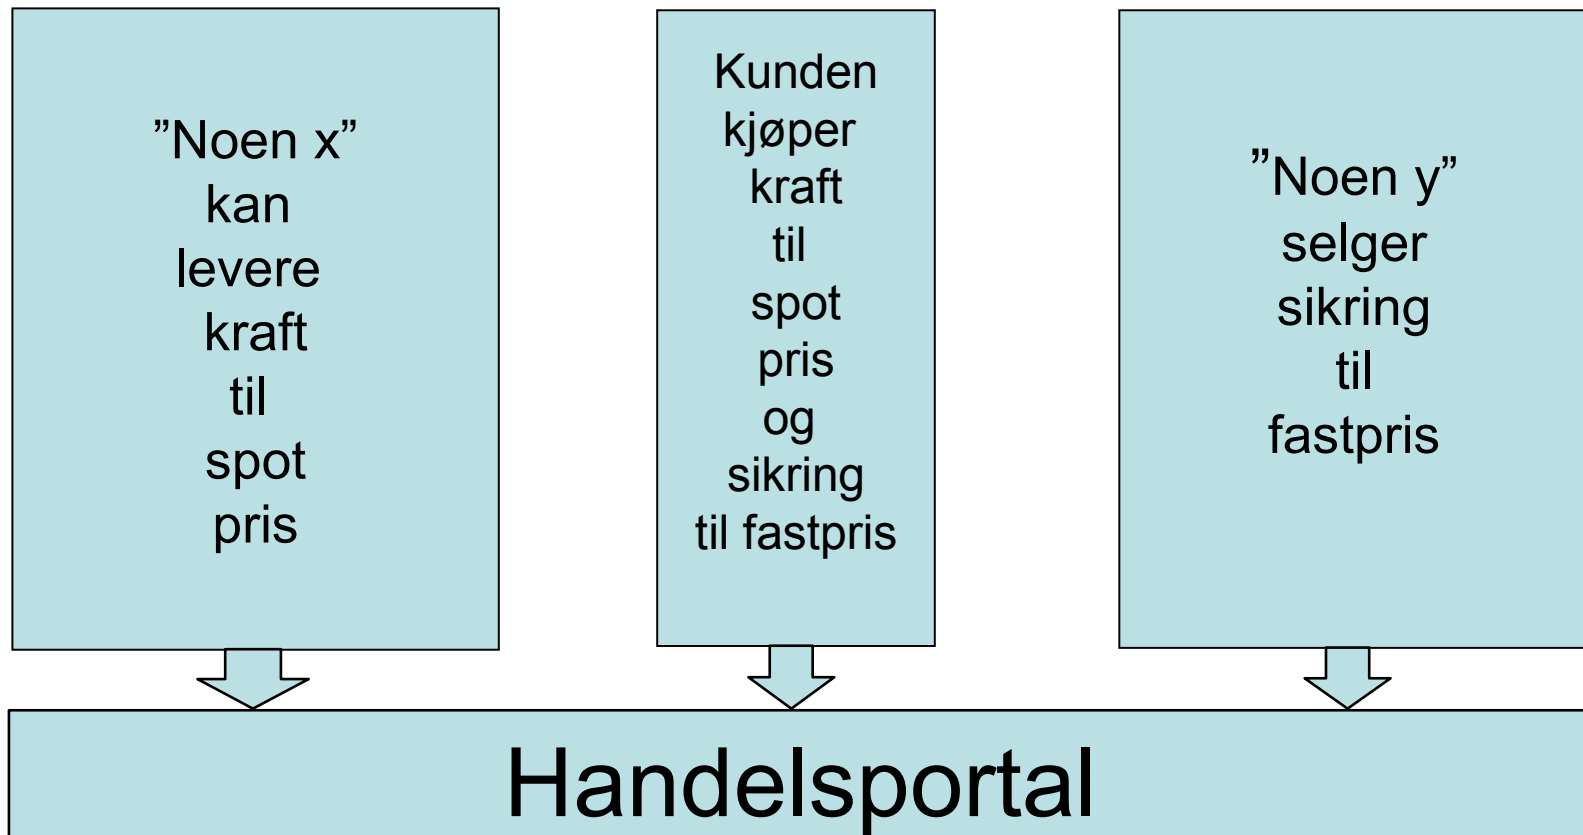 ”Noen x”
kan
levere
kraft
til
spot
pris
Kunden
kjøper
kraft
til
spot
pris
og
sikring
til fastpris
”Noen y”
selger
sikring
til
fastpris
Handelsportal